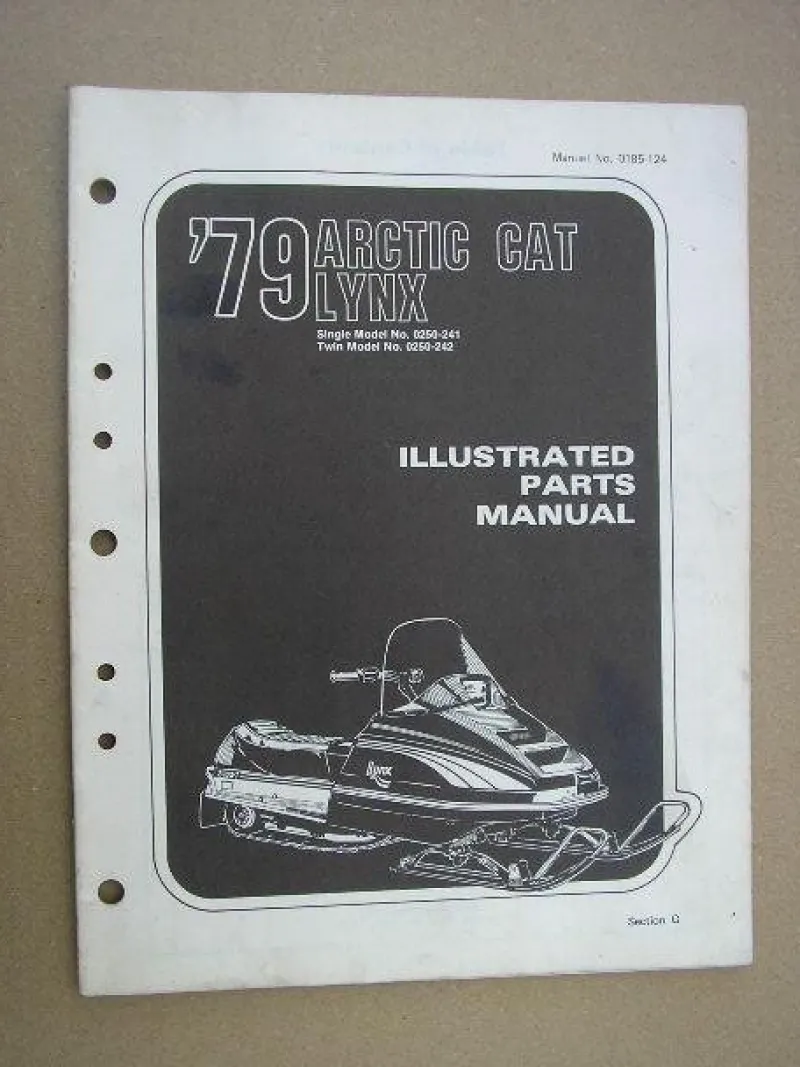 Manual No. 0185-124
'79 ARCTIC CAT
LYNX
Single Model No. 0250-241
Twin Model No. 0250-242
ILLUSTRATED
PARTS
MANUAL
lynx
Section G